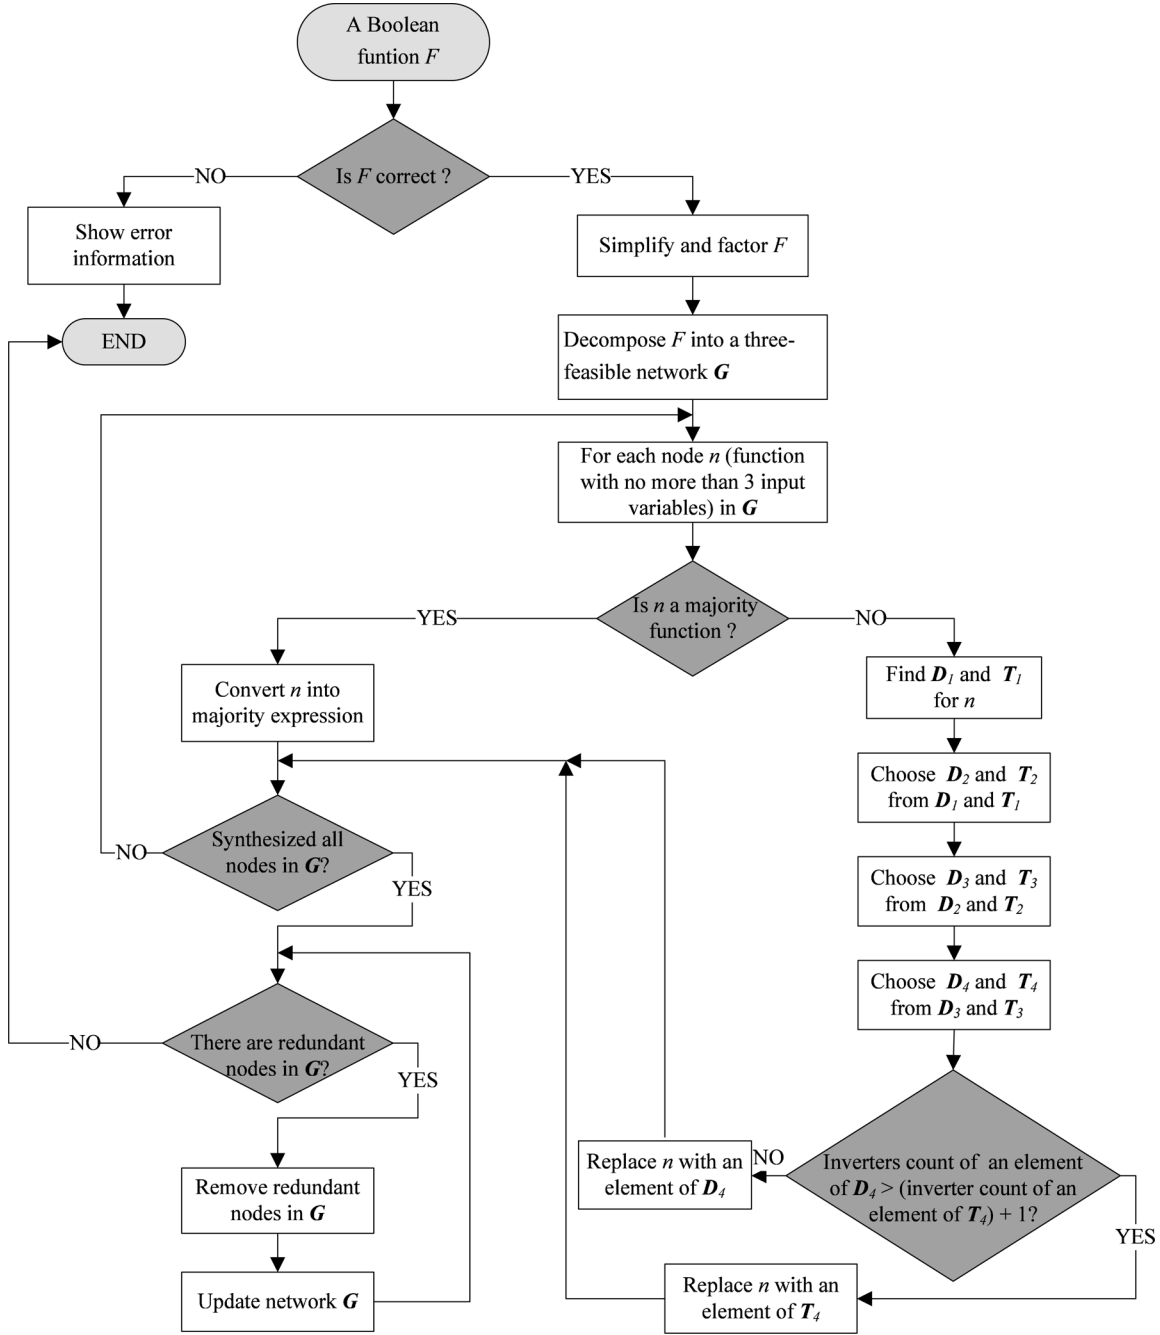 A Boolean
funtion F
Is F correct ?
NO
YES
Show error
information
Simplify and factor F
END
Decompose F into a three-
feasible network G
For each node n (function
with no more than 3 input
variables) in G
Is n a majority
function ?
YES
NO
Convert n into
majority expression
Find D1 and T1
for n
Choose D2 and T2
from D1 and T1
Synthesized all
nodes in G?
NO
YES
Choose D3 and T3
from D2 and T2
Choose D4 and T4
from D3 and T3
There are redundant
nodes in G?
NO
YES
Inverters count of an element
of D4 > (inverter count of an
element of T4) + 1?
NO
YES
Replace n with an
element of D4
Remove redundant
nodes in G
Replace n with an
element of T4
Update network G